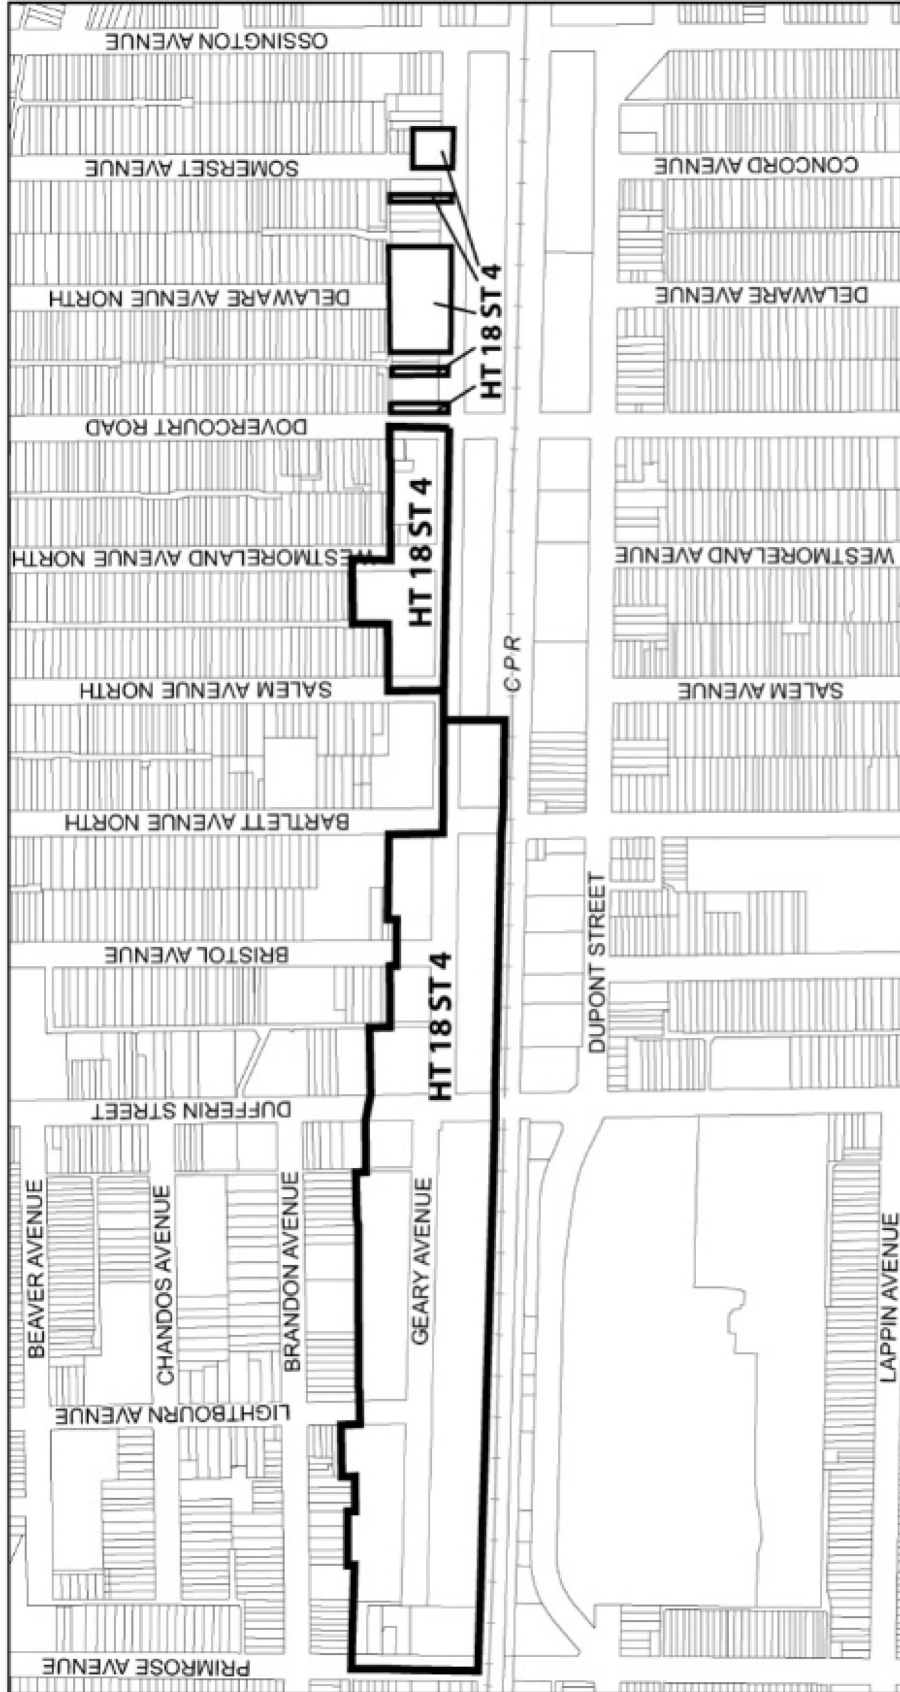 OSSINGTON AVENUE
SOMERSET AVENUE
CONCORD AVENUE
DELAWARE AVENUE NORTH
DELAWARE AVENUE
HT 18 ST 4
DOVERCOURT ROAD
HT 18 ST 4
WESTMORELAND AVENUE NORTH
WESTMORELAND AVENUE
CPR
SALEM AVENUE NORTH
SALEM AVENUE
BARTLETT AVENUE NORTH
BRISTOL AVENUE
HT 18 ST 4
DUPONT STREET
DUFFERIN STREET
BEAVER AVENUE
CHANDOS AVENUE
BRANDON AVENUE
GEARY AVENUE
LAPPIN AVENUE
LIGHTBOURN AVENUE
PRIMROSE AVENUE